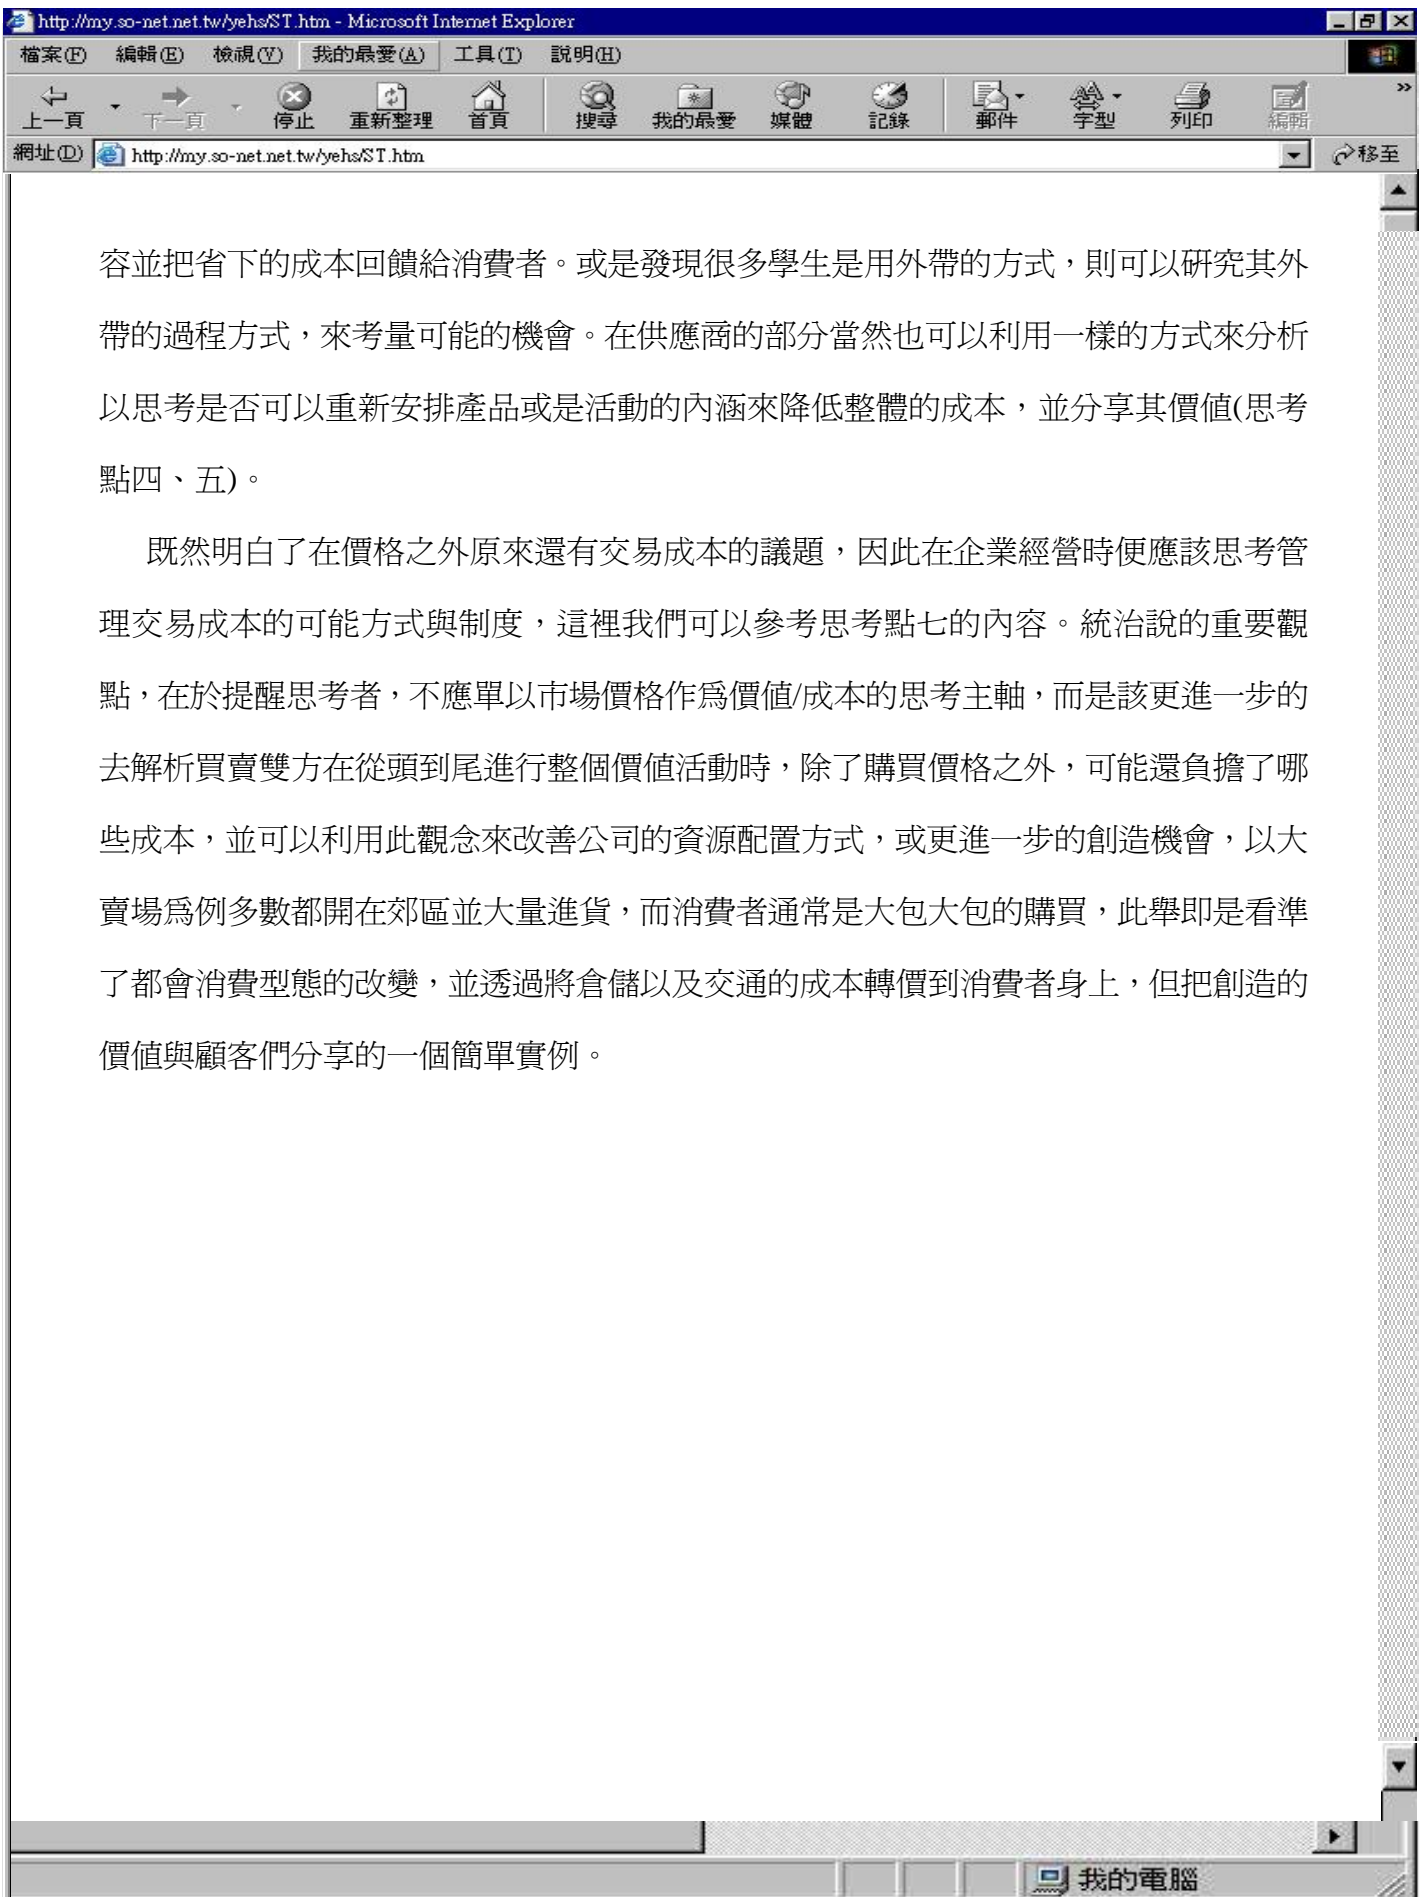 http://my.so-net.net.tw/yehs/ST.htm - Microsoft Internet Explorer
檔案(F) 編輯(E) 檢視(V) 我的最愛(A) 工具(T) 說明(H)
上一頁 下一頁 停止 重新整理 首頁 搜尋 我的最愛 媒體 記錄 郵件 字型 列印 編輯 »
網址(D) http://my.so-net.net.tw/yehs/ST.htm 移至
容並把省下的成本回饋給消費者。或是發現很多學生是用外帶的方式，則可以研究其外
帶的過程方式，來考量可能的機會。在供應商的部分當然也可以利用一樣的方式來分析
以思考是否可以重新安排產品或是活動的內涵來降低整體的成本，並分享其價值(思考
點四、五)。
既然明白了在價格之外原來還有交易成本的議題，因此在企業經營時便應該思考管
理交易成本的可能方式與制度，這裡我們可以參考思考點七的內容。統治說的重要觀
點，在於提醒思考者，不應單以市場價格作為價值/成本的思考主軸，而是該更進一步的
去解析買賣雙方在從頭到尾進行整個價值活動時，除了購買價格之外，可能還負擔了哪
些成本，並可以利用此觀念來改善公司的資源配置方式，或更進一步的創造機會，以大
賣場為例多數都開在郊區並大量進貨，而消費者通常是大包大包的購買，此舉即是看準
了都會消費型態的改變，並透過將倉儲以及交通的成本轉價到消費者身上，但把創造的
價值與顧客們分享的一個簡單實例。
我的電腦